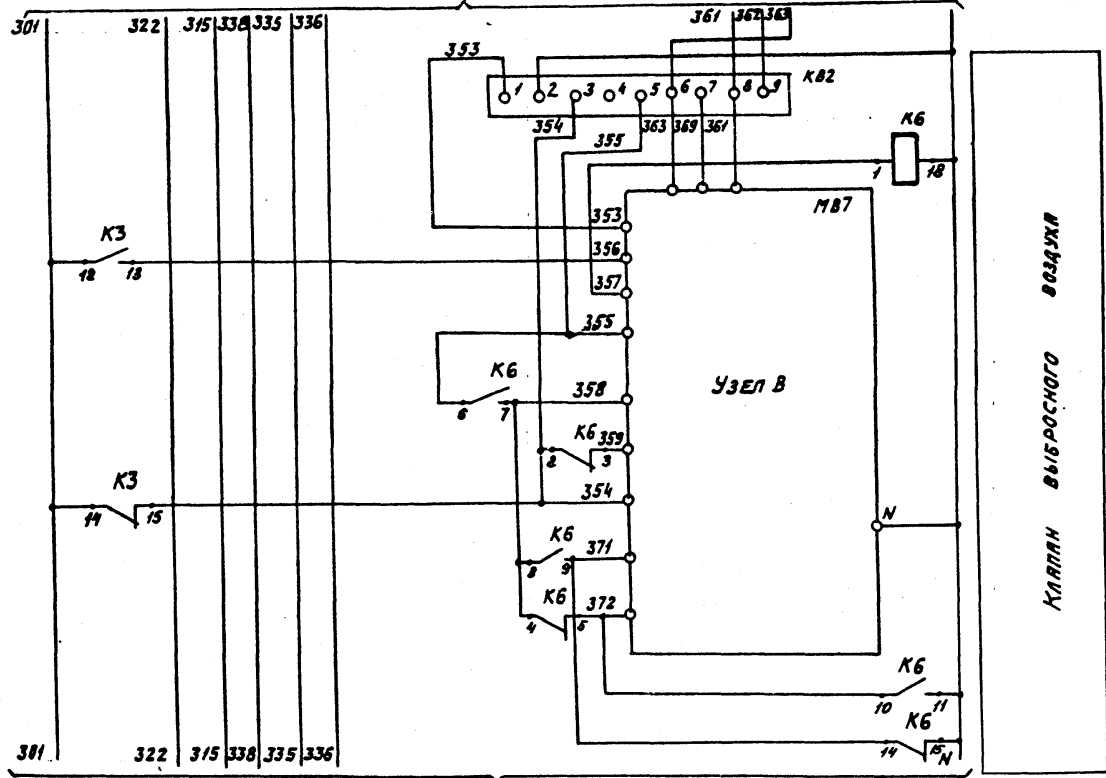 301 322 315 338 335 336 361 362 363
353 КВ2
1 2 3 4 5 6 7 8 9
354 363 369 361 К6
355
1 18
МВ7
353
К3 356
12 13
357
355
К6 УЗЕЛ В
358
6 7
К6 359
2 3
К3 354
14 15 N
К6 371
8 9
К6 372
4 5
К6
10 11
К6
14 15 N
301 322 315 338 335 336
КЛАПАН ВЫБРОСНОГО ВОЗДУХА